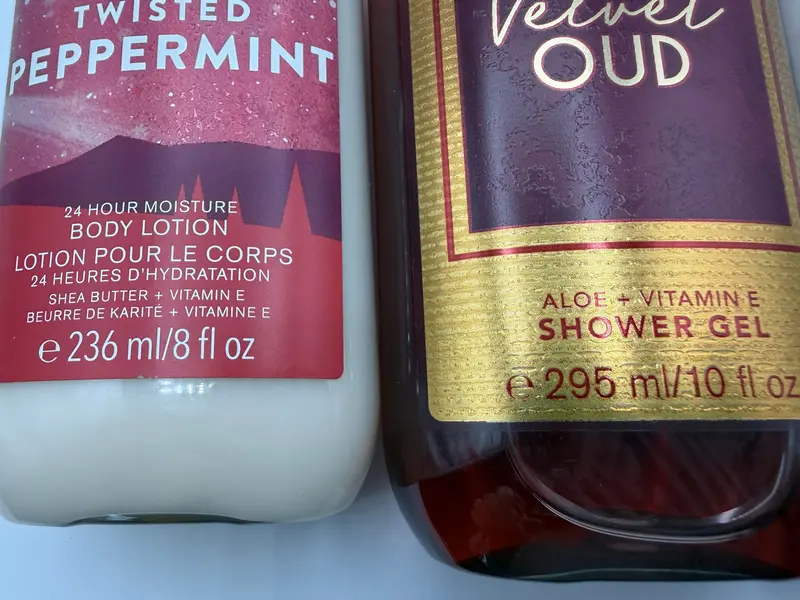 TWISTED
PEPPERMINT
24 HOUR MOISTURE
BODY LOTION
LOTION POUR LE CORPS
24 HEURES D'HYDRATATION
SHEA BUTTER + VITAMIN E
BEURRE DE KARITÉ + VITAMINE E
℮ 236 ml/8 fl oz
Velvet
OUD
ALOE + VITAMIN E
SHOWER GEL
℮ 295 ml/10 fl oz